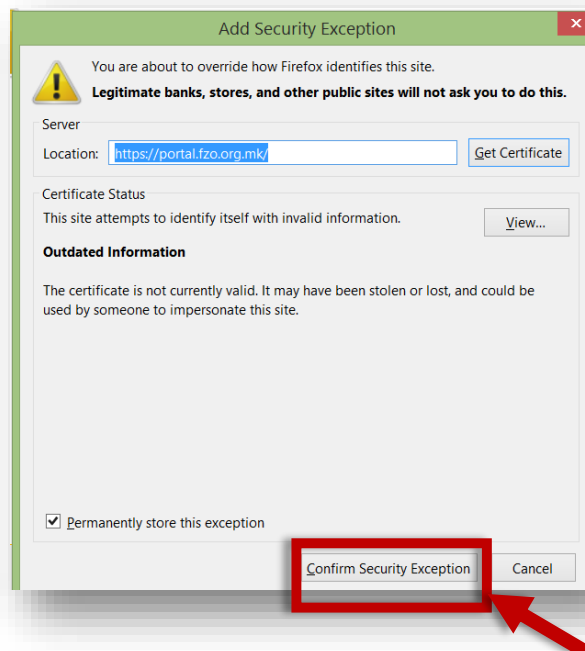 Add Security Exception
You are about to override how Firefox identifies this site.
Legitimate banks, stores, and other public sites will not ask you to do this.
Server
Location: https://portal.fzo.org.mk/ Get Certificate
Certificate Status
This site attempts to identify itself with invalid information. View...
Outdated Information
The certificate is not currently valid. It may have been stolen or lost, and could be
used by someone to impersonate this site.
Permanently store this exception
Confirm Security Exception Cancel